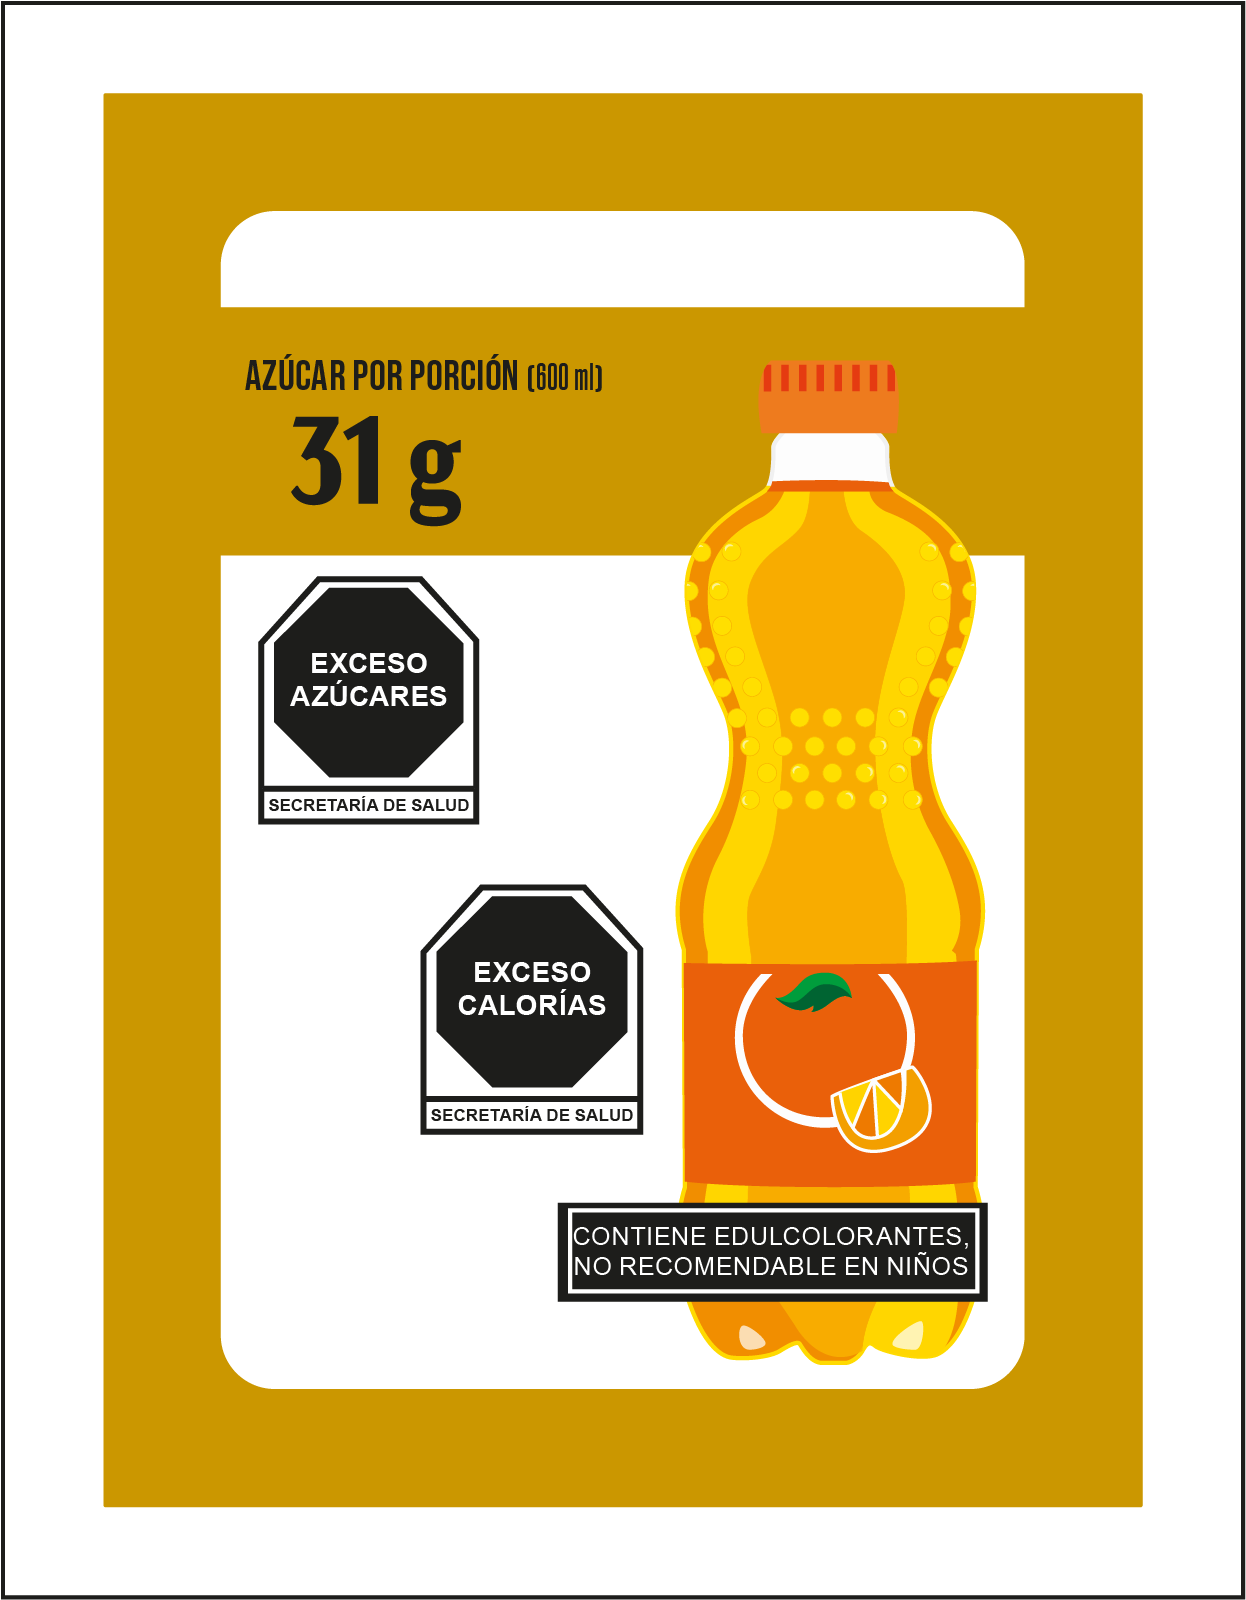 AZÚCAR POR PORCIÓN (600 ml)
31 g
EXCESO
AZÚCARES
SECRETARÍA DE SALUD
EXCESO
CALORÍAS
SECRETARÍA DE SALUD
CONTIENE EDULCOLORANTES,
NO RECOMENDABLE EN NIÑOS